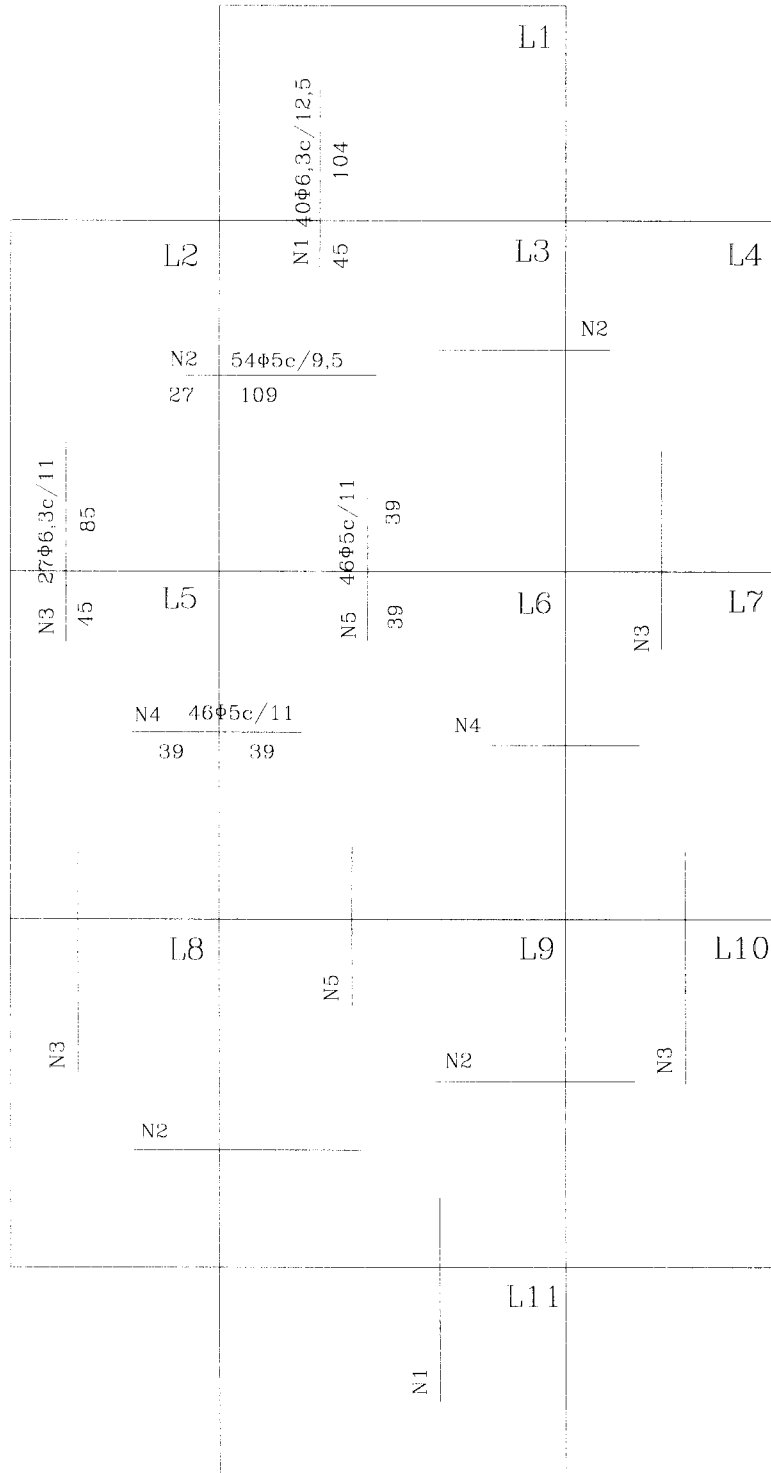 L1
N1 40Φ6,3c/12,5
45 104
L2
L3
L4
N2
N2 54Φ5c/9,5
27 109
N3 27Φ6,3c/11
45 85
N5 46Φ5c/11
39 39
L5
L6
L7
N3
N4 46Φ5c/11
39 39
N4
L8
L9
L10
N5
N3
N2
N3
N2
L11
N1